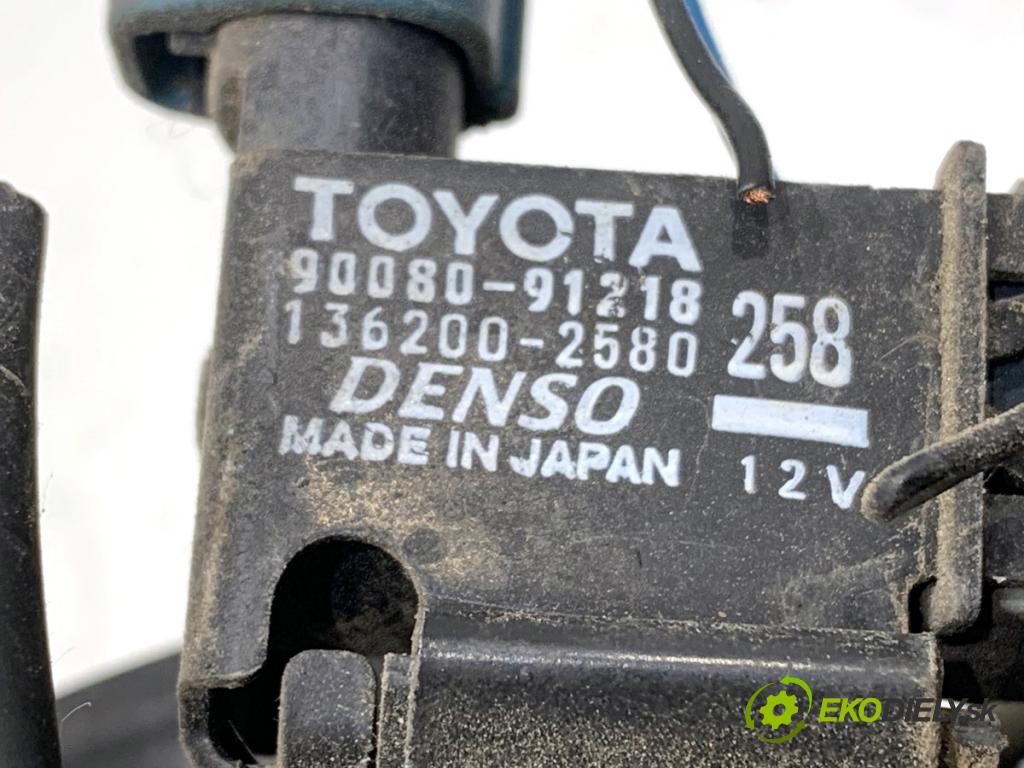 TOYOTA
90080-91218
136200-2580
258
DENSO
MADE IN JAPAN
12V
EKODIELY.SK